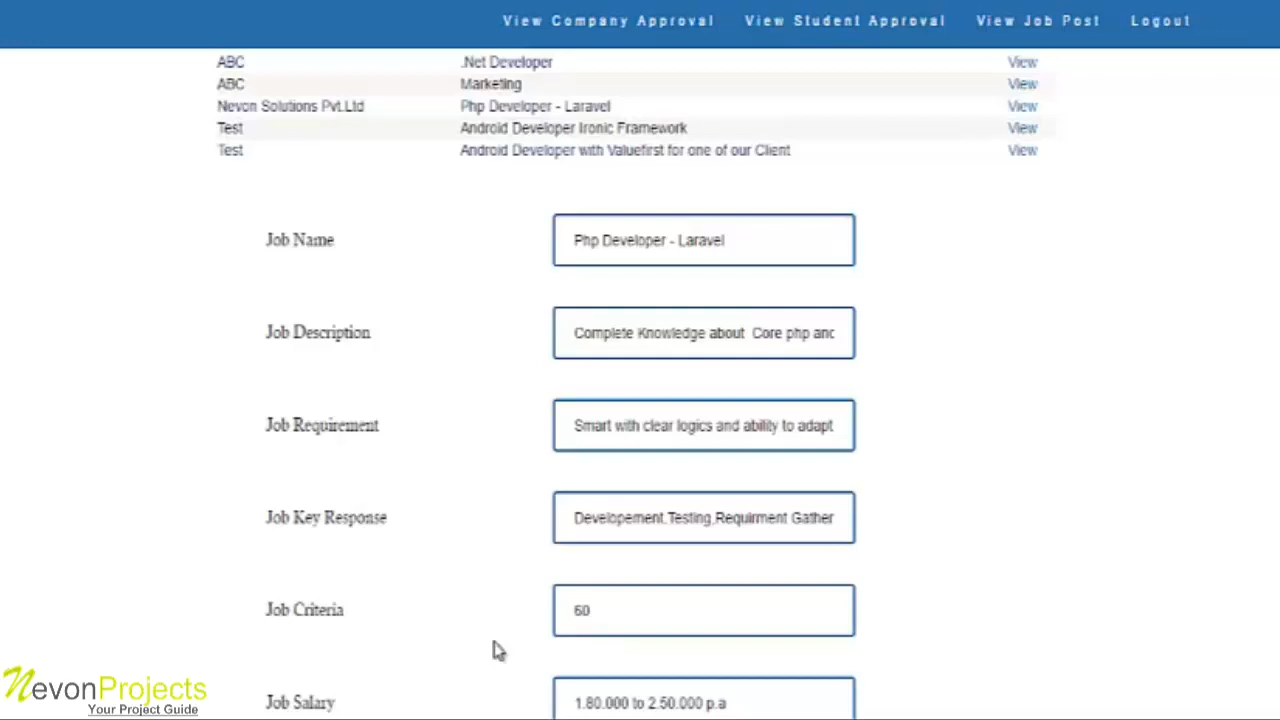 View Company Approval View Student Approval View Job Post Logout
ABC .Net Developer View
ABC Marketing View
Nevon Solutions Pvt.Ltd Php Developer - Laravel View
Test Android Developer Ironic Framework View
Test Android Developer with Valuefirst for one of our Client View
Job Name Php Developer - Laravel
Job Description Complete Knowledge about Core php and
Job Requirement Smart with clear logics and ability to adapt
Job Key Response Developement,Testing,Requirment Gather
Job Criteria 60
Job Salary 1.80.000 to 2.50.000 p.a
NevonProjects
Your Project Guide